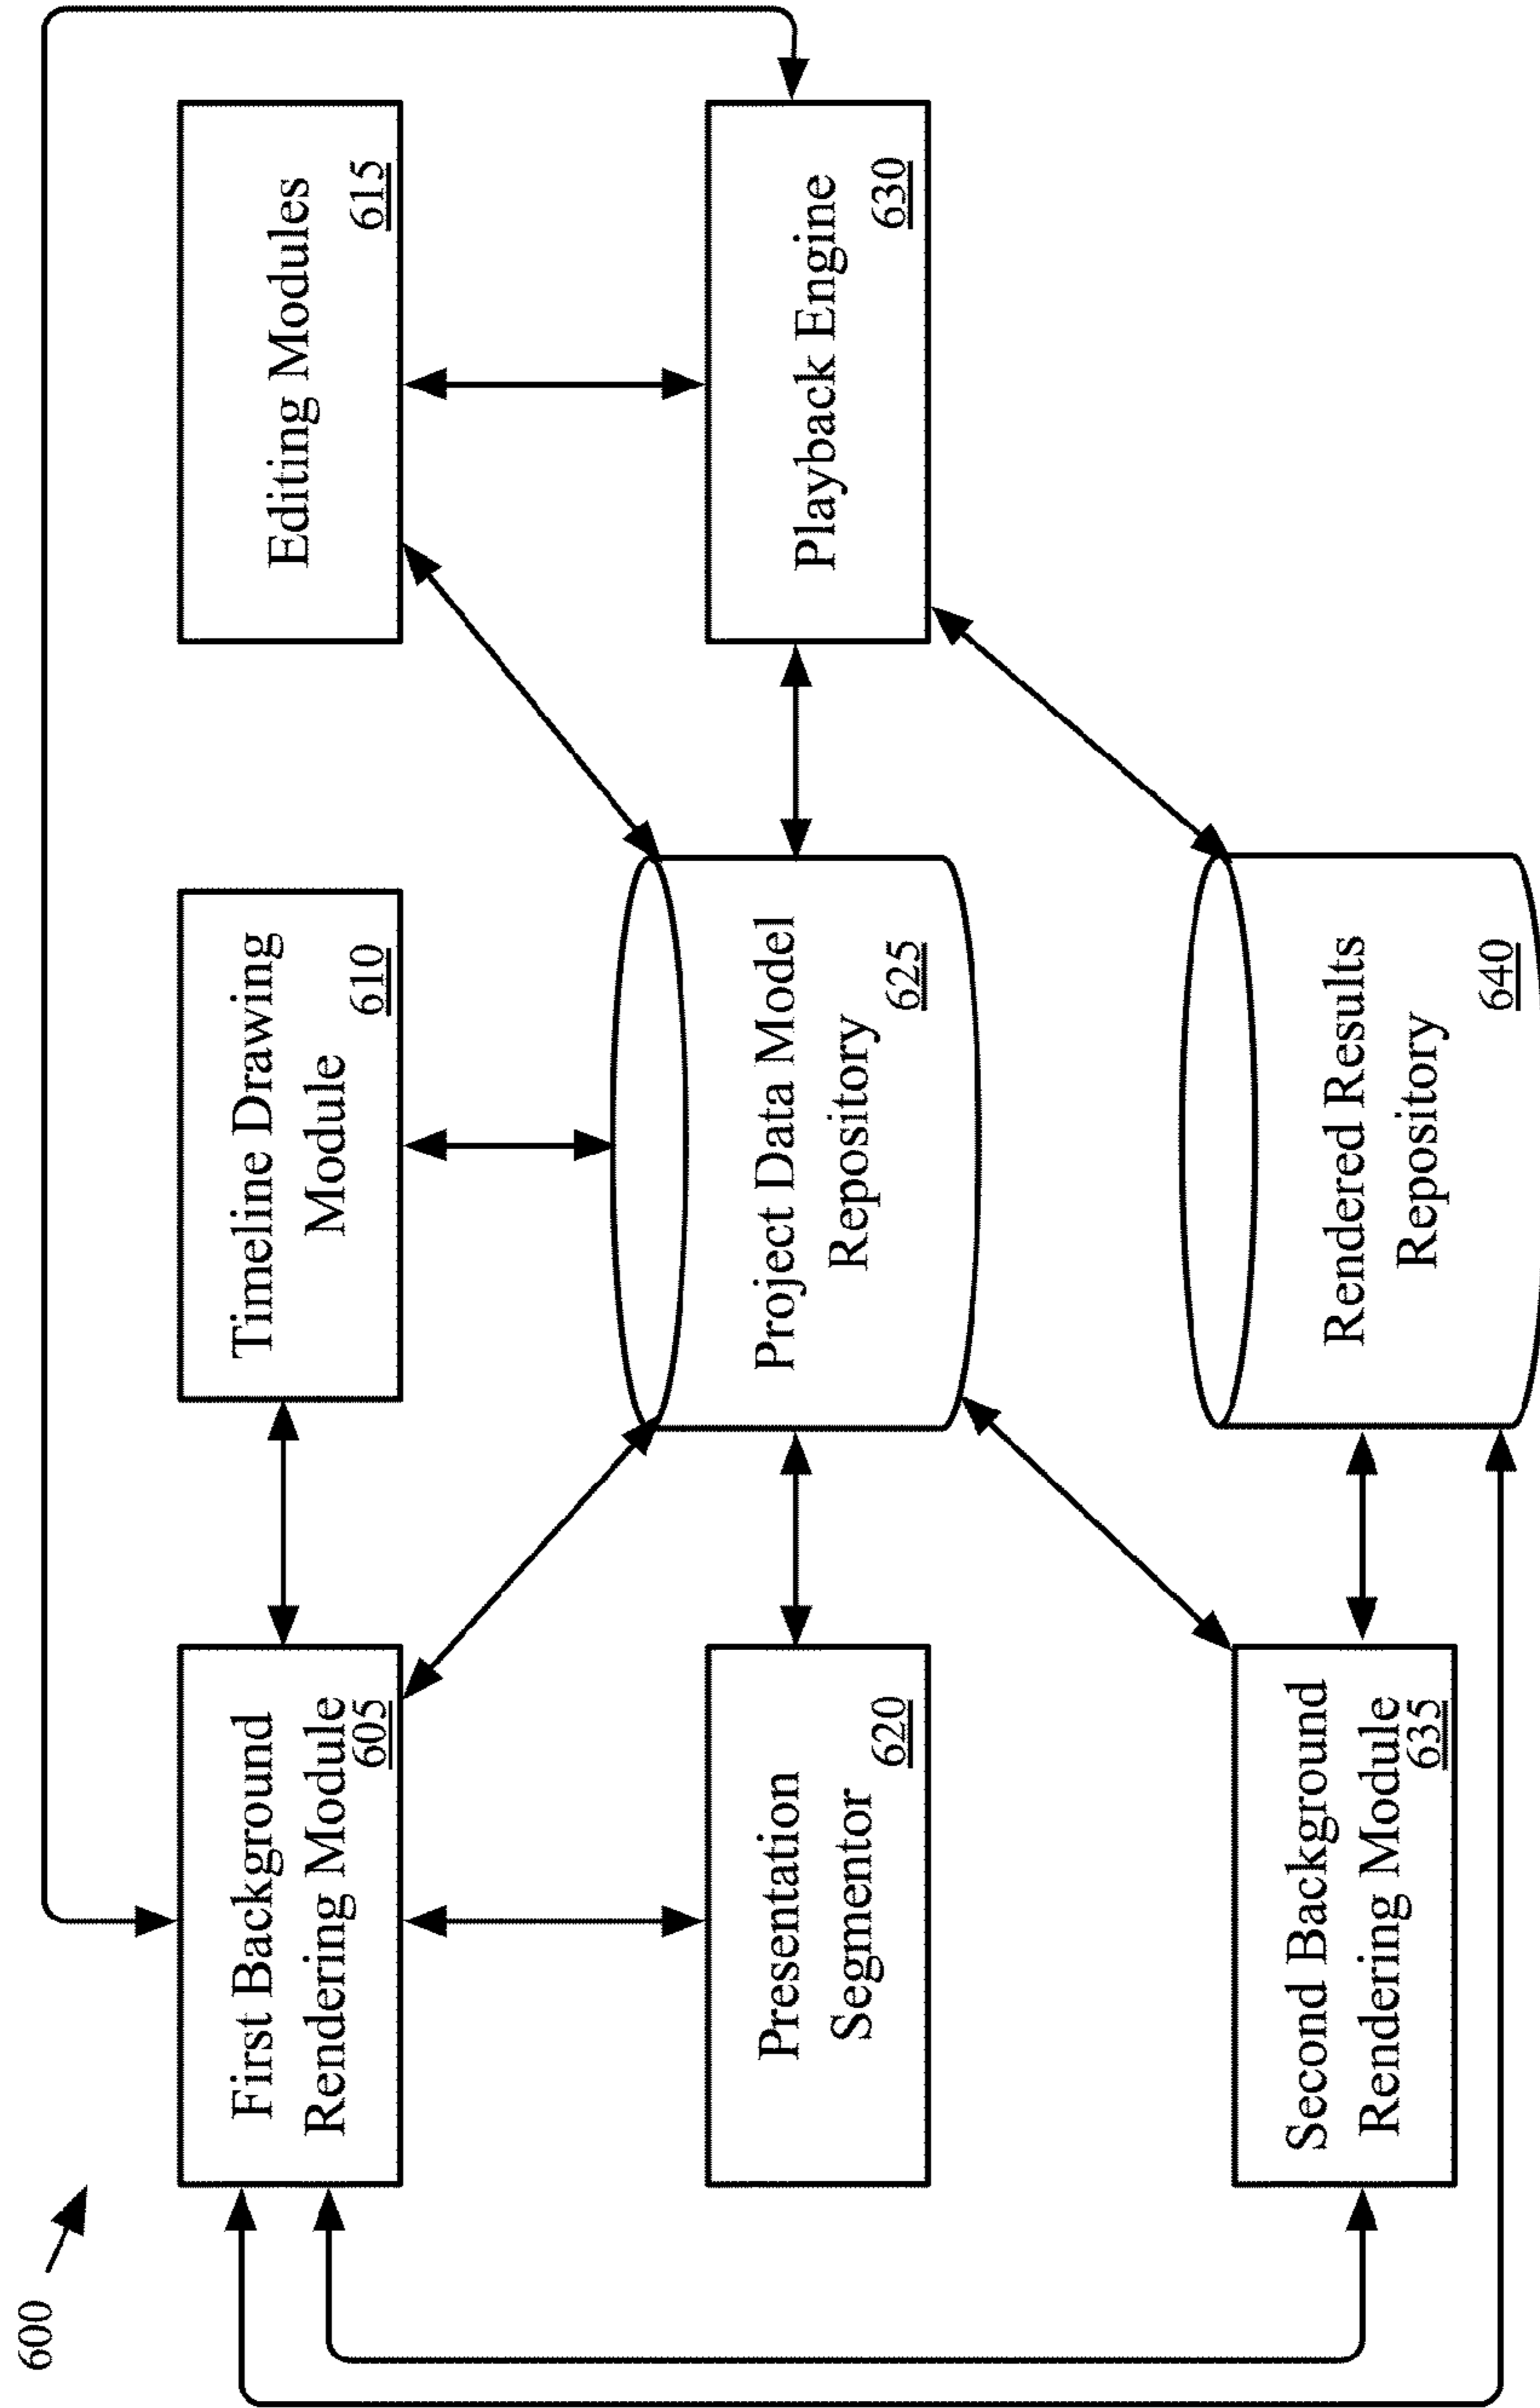 600
First Background
Rendering Module
605
Timeline Drawing
Module
610
Editing Modules
615
Presentation
Segmentor
620
Project Data Model
Repository
625
Playback Engine
630
Second Background
Rendering Module
635
Rendered Results
Repository
640